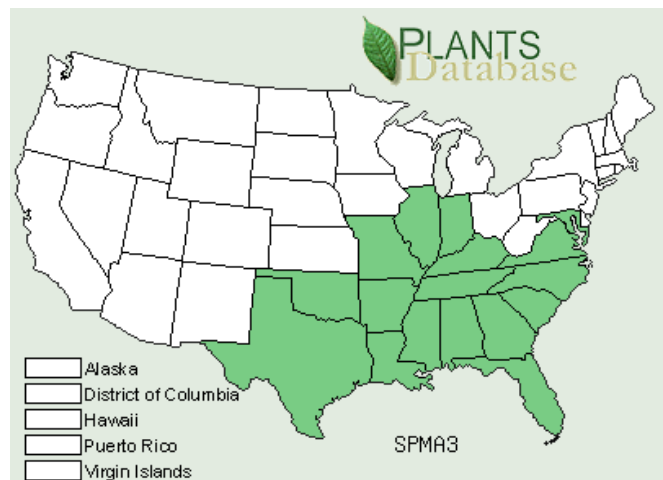 PLANTS
Database
Alaska
District of Columbia
Hawaii
Puerto Rico
Virgin Islands
SPMA3